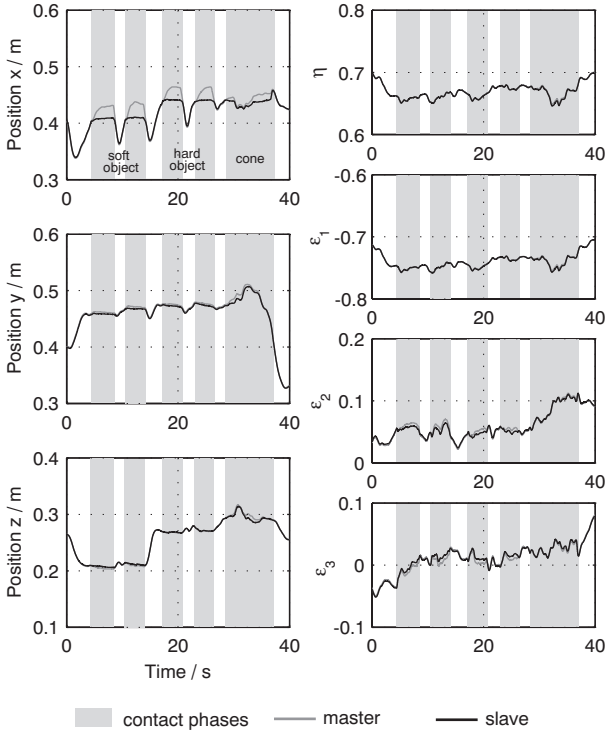 Position x / m
0.6
0.5
0.4
0.3
0
20
40
soft
object
hard
object
cone
η
0.8
0.7
0.6
0
20
40
ε1
-0.6
-0.7
-0.8
0
20
40
Position y / m
0.6
0.5
0.4
0.3
0
20
40
ε2
0.2
0.1
0
0
20
40
Position z / m
0.4
0.3
0.2
0.1
0
20
40
Time / s
ε3
0.1
0
-0.1
0
20
40
contact phases
master
slave